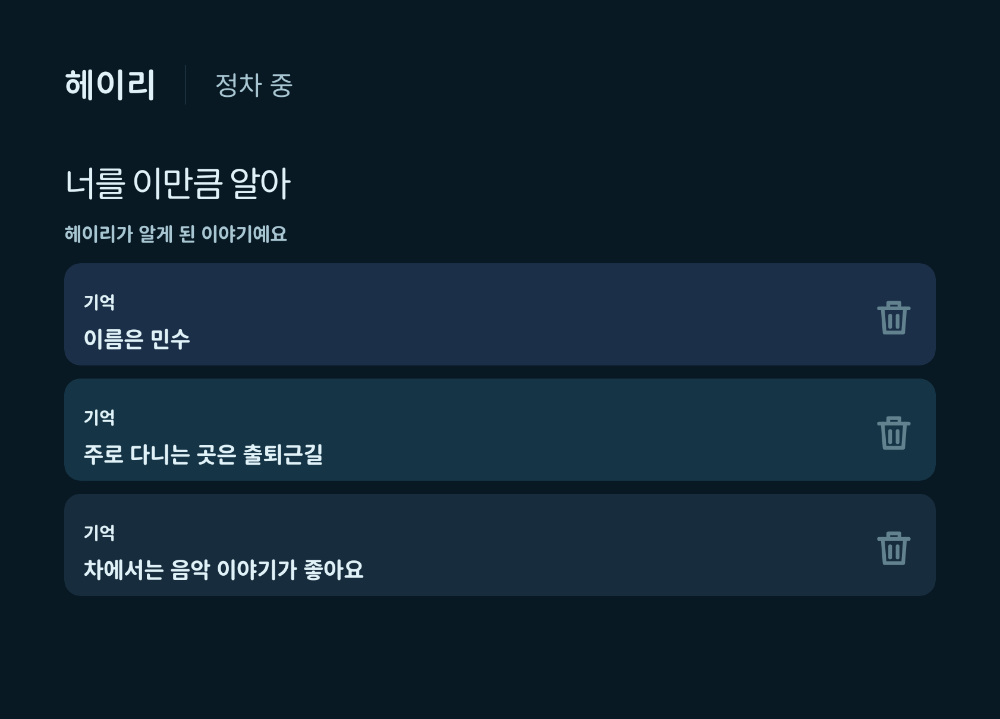 헤이리
정차 중
너를 이만큼 알아
헤이리가 알게 된 이야기예요
기억
이름은 민수
기억
주로 다니는 곳은 출퇴근길
기억
차에서는 음악 이야기가 좋아요